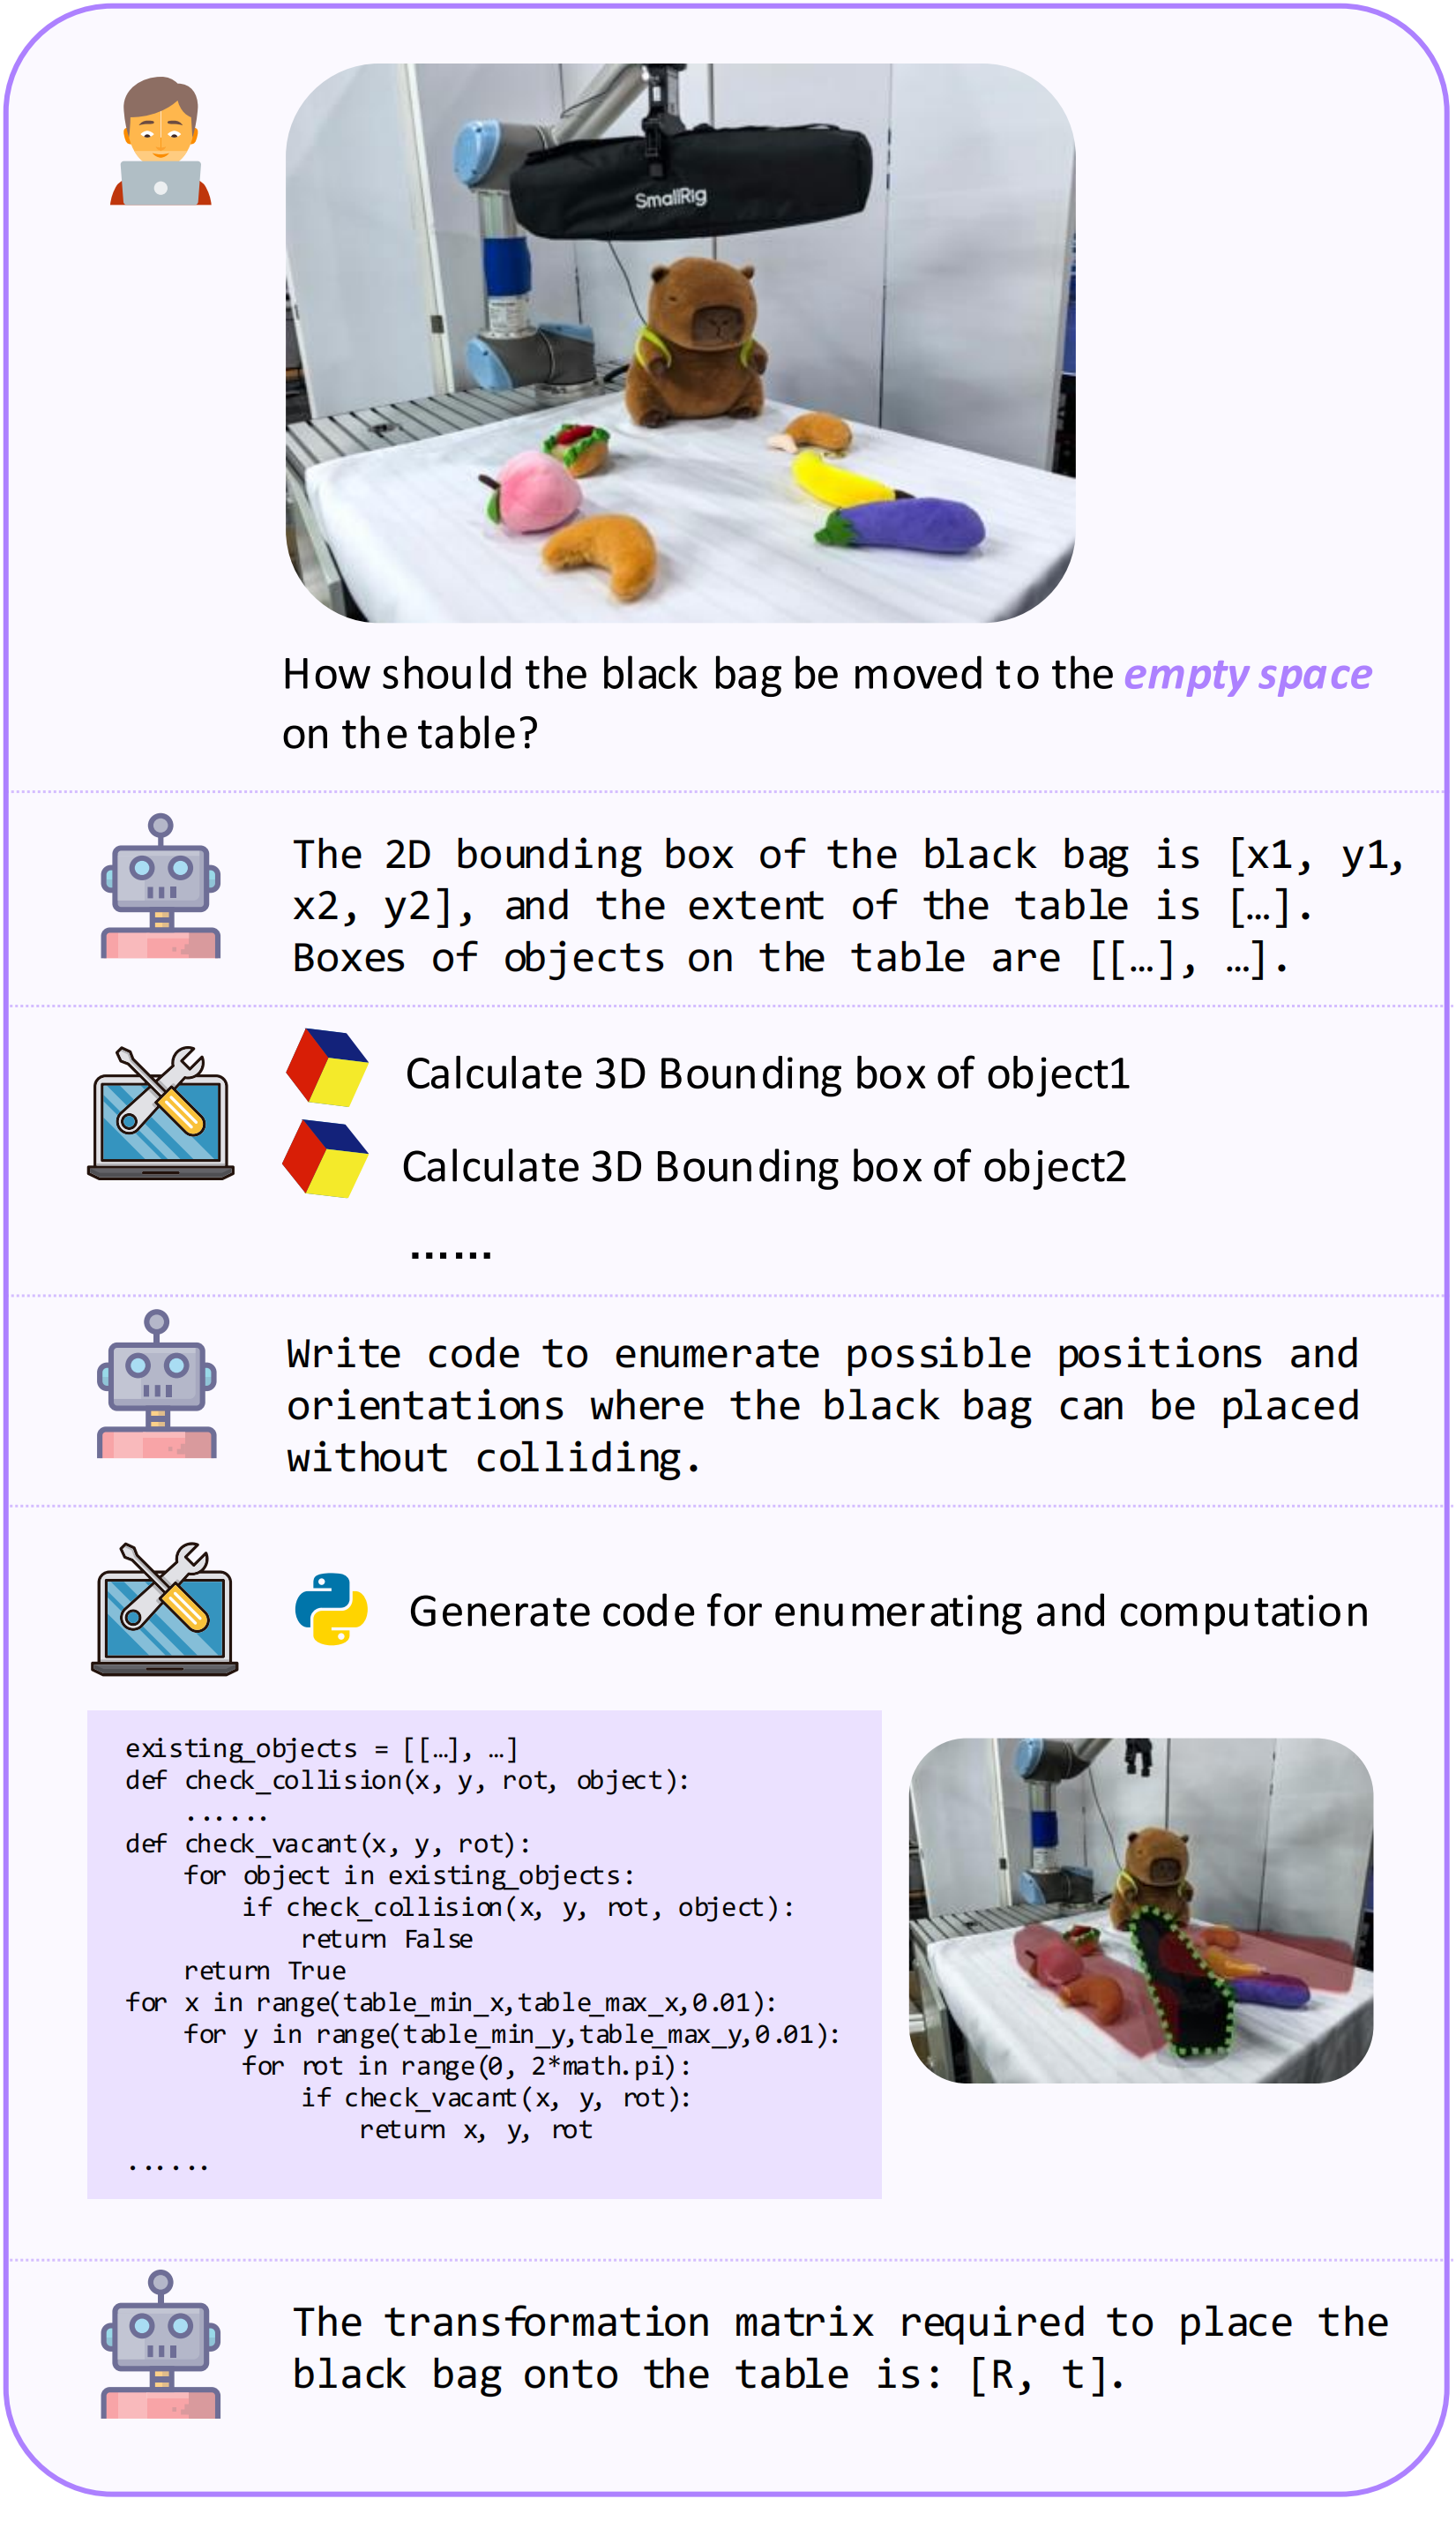 SmallRig
How should the black bag be moved to the empty space
on the table?
The 2D bounding box of the black bag is [x1, y1,
x2, y2], and the extent of the table is […].
Boxes of objects on the table are [[…], …].
Calculate 3D Bounding box of object1
Calculate 3D Bounding box of object2
……
Write code to enumerate possible positions and
orientations where the black bag can be placed
without colliding.
Generate code for enumerating and computation
existing_objects = [[…], …]
def check_collision(x, y, rot, object):
    ......
def check_vacant(x, y, rot):
    for object in existing_objects:
        if check_collision(x, y, rot, object):
            return False
    return True
for x in range(table_min_x,table_max_x,0.01):
    for y in range(table_min_y,table_max_y,0.01):
        for rot in range(0, 2*math.pi):
            if check_vacant(x, y, rot):
                return x, y, rot
......
The transformation matrix required to place the
black bag onto the table is: [R, t].